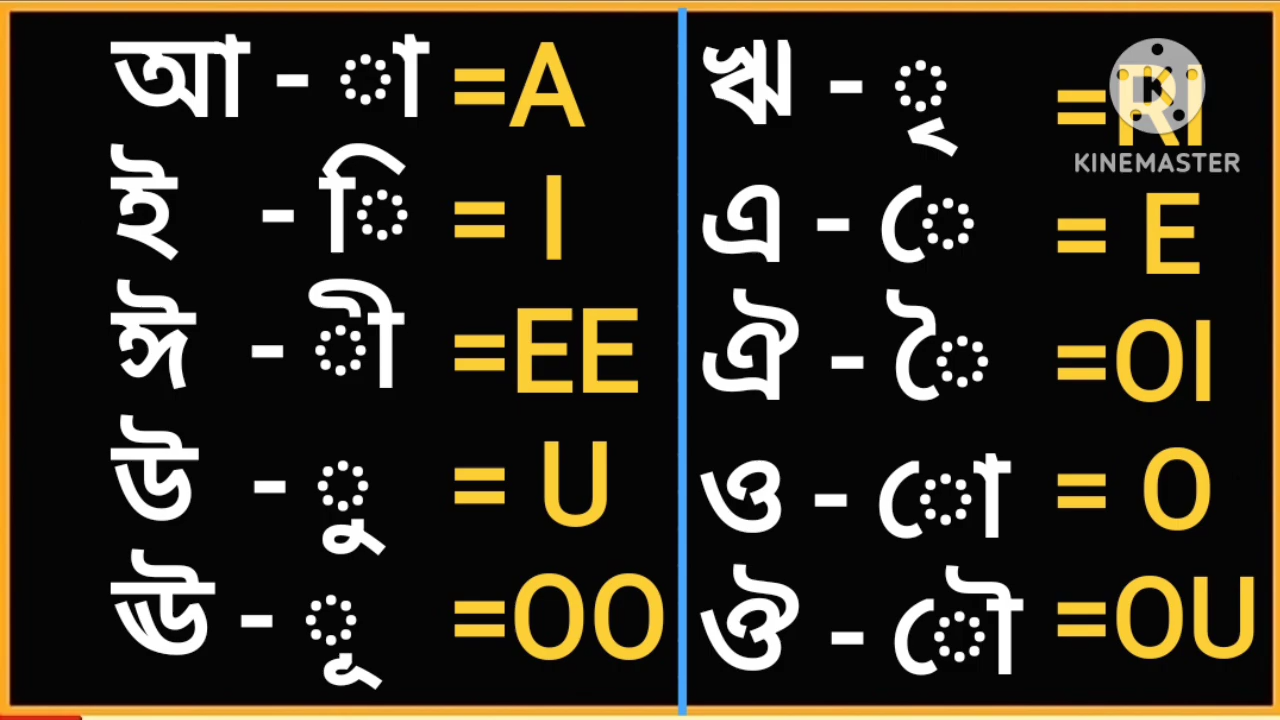 আ - া =A
ই - ি = I
ঈ - ী =EE
উ - ু = U
ঊ - ূ =OO
ঋ - ৃ =RI
KINEMASTER
এ - ে = E
ঐ - ৈ =OI
ও - ো = O
ঔ - ৌ =OU